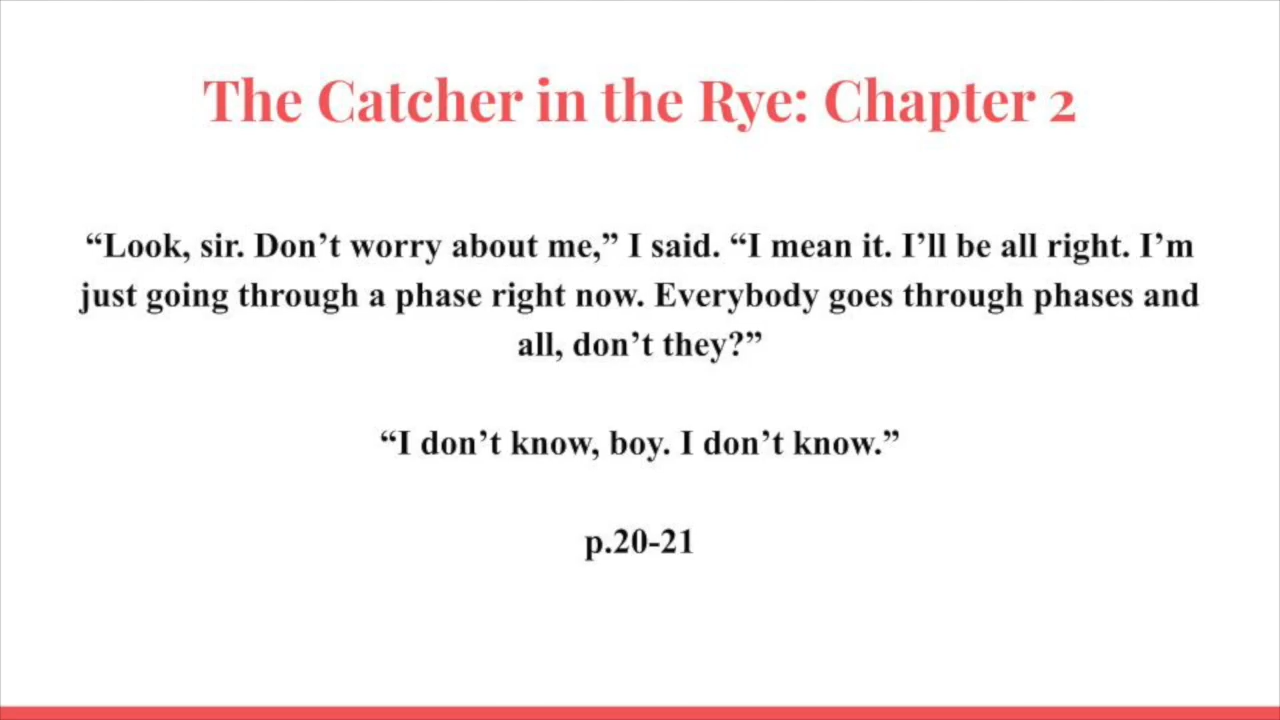 The Catcher in the Rye: Chapter 2
“Look, sir. Don’t worry about me,” I said. “I mean it. I’ll be all right. I’m
just going through a phase right now. Everybody goes through phases and
all, don’t they?”
“I don’t know, boy. I don’t know.”
p.20-21